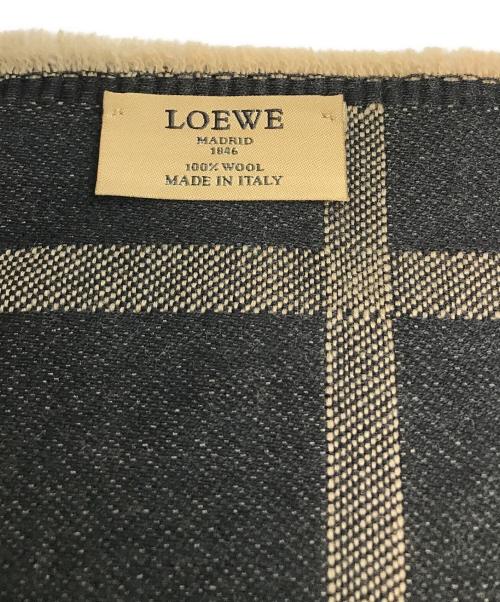 LOEWE
MADRID
1846
100% WOOL
MADE IN ITALY